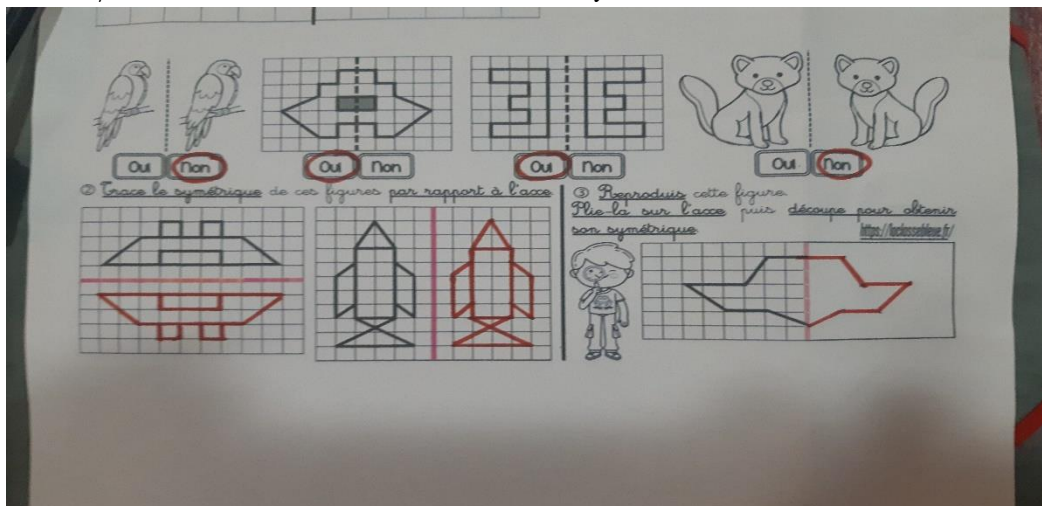 Oui Non Oui Non Oui Non Oui Non
② Trace le symétrique de ces figures par rapport à l'axe
③ Reproduis cette figure.
Plie-la sur l'axe puis découpe pour obtenir
son symétrique
https://laclassebleue.fr/